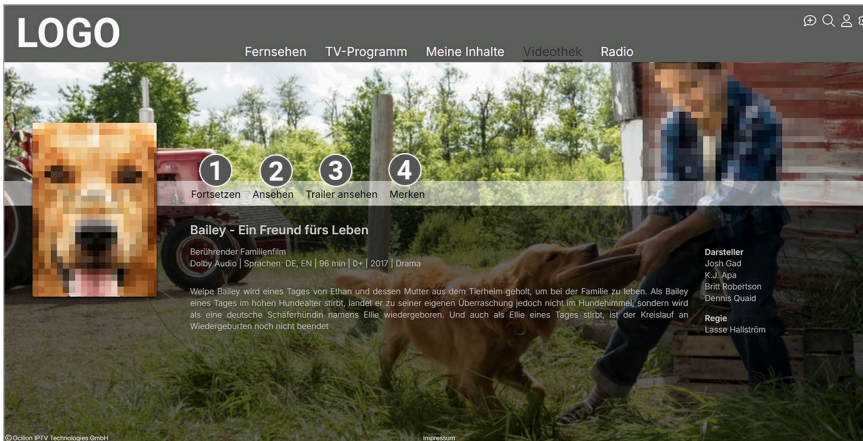 LOGO
Fernsehen TV-Programm Meine Inhalte Videothek Radio
1 2 3 4
Fortsetzen Ansehen Trailer ansehen Merken
Bailey - Ein Freund fürs Leben
Berührender Familienfilm
Dolby Audio | Sprachen: DE, EN | 96 min | 0+ | 2017 | Drama
Welpe Bailey wird eines Tages von Ethan und dessen Mutter aus dem Tierheim geholt, um bei der Familie zu leben. Als Bailey
eines Tages im hohen Hundealter stirbt, landet er zu seiner eigenen Überraschung jedoch nicht im Hundehimmel, sondern wird
als eine deutsche Schäferhündin namens Ellie wiedergeboren. Und auch als Ellie eines Tages stirbt, ist der Kreislauf an
Wiedergeburten noch nicht beendet
Darsteller
Josh Gad
K.J. Apa
Britt Robertson
Dennis Quaid
Regie
Lasse Hallström
© Ocilion IPTV Technologies GmbH
Impressum